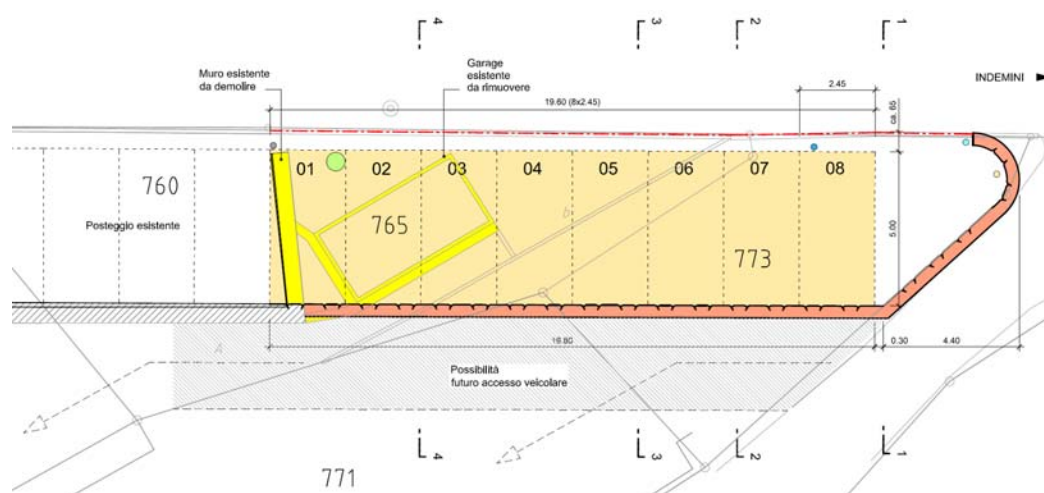 4
3
2
1
Muro esistente
da demolire
Garage
esistente
da rimuovere
2.45
INDEMINI
19.60 (8x2.45)
ca. 65
01
02
03
04
05
06
07
08
760
765
773
Posteggio esistente
5.00
19.60
0.30
4.40
A
Possibilità
futuro accesso veicolare
4
3
2
1
771